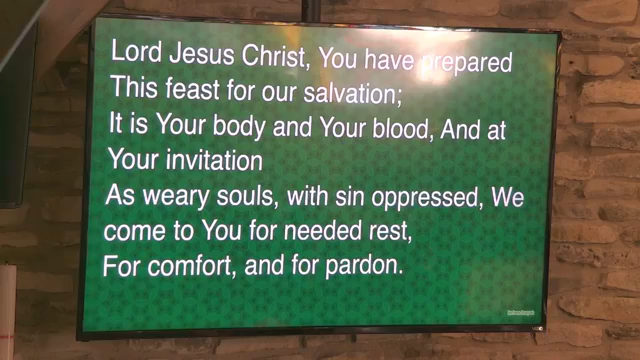 Lord Jesus Christ, You have prepared
This feast for our salvation;
It is Your body and Your blood, And at
Your invitation
As weary souls, with sin oppressed, We
come to You for needed rest,
For comfort, and for pardon.